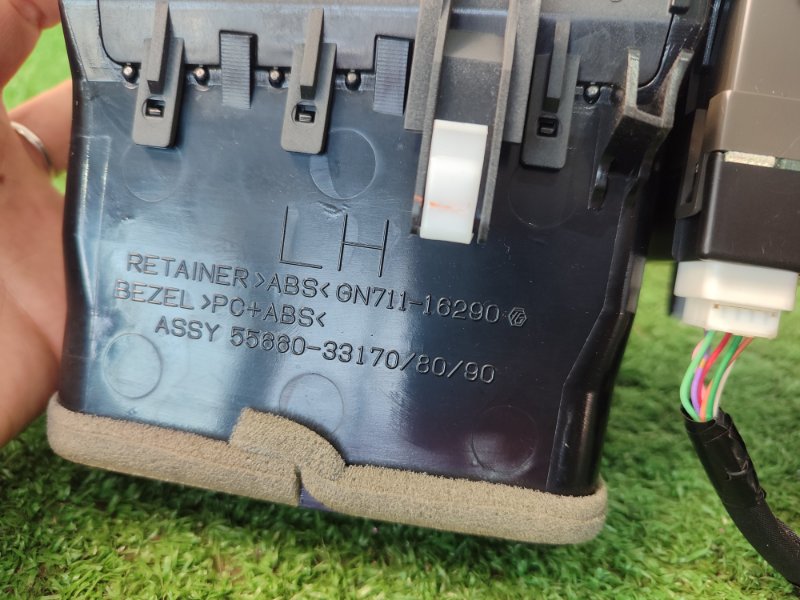 LH
RETAINER >ABS< GN711-16290
BEZEL >PC+ABS<
ASSY 55660-33170/80/90